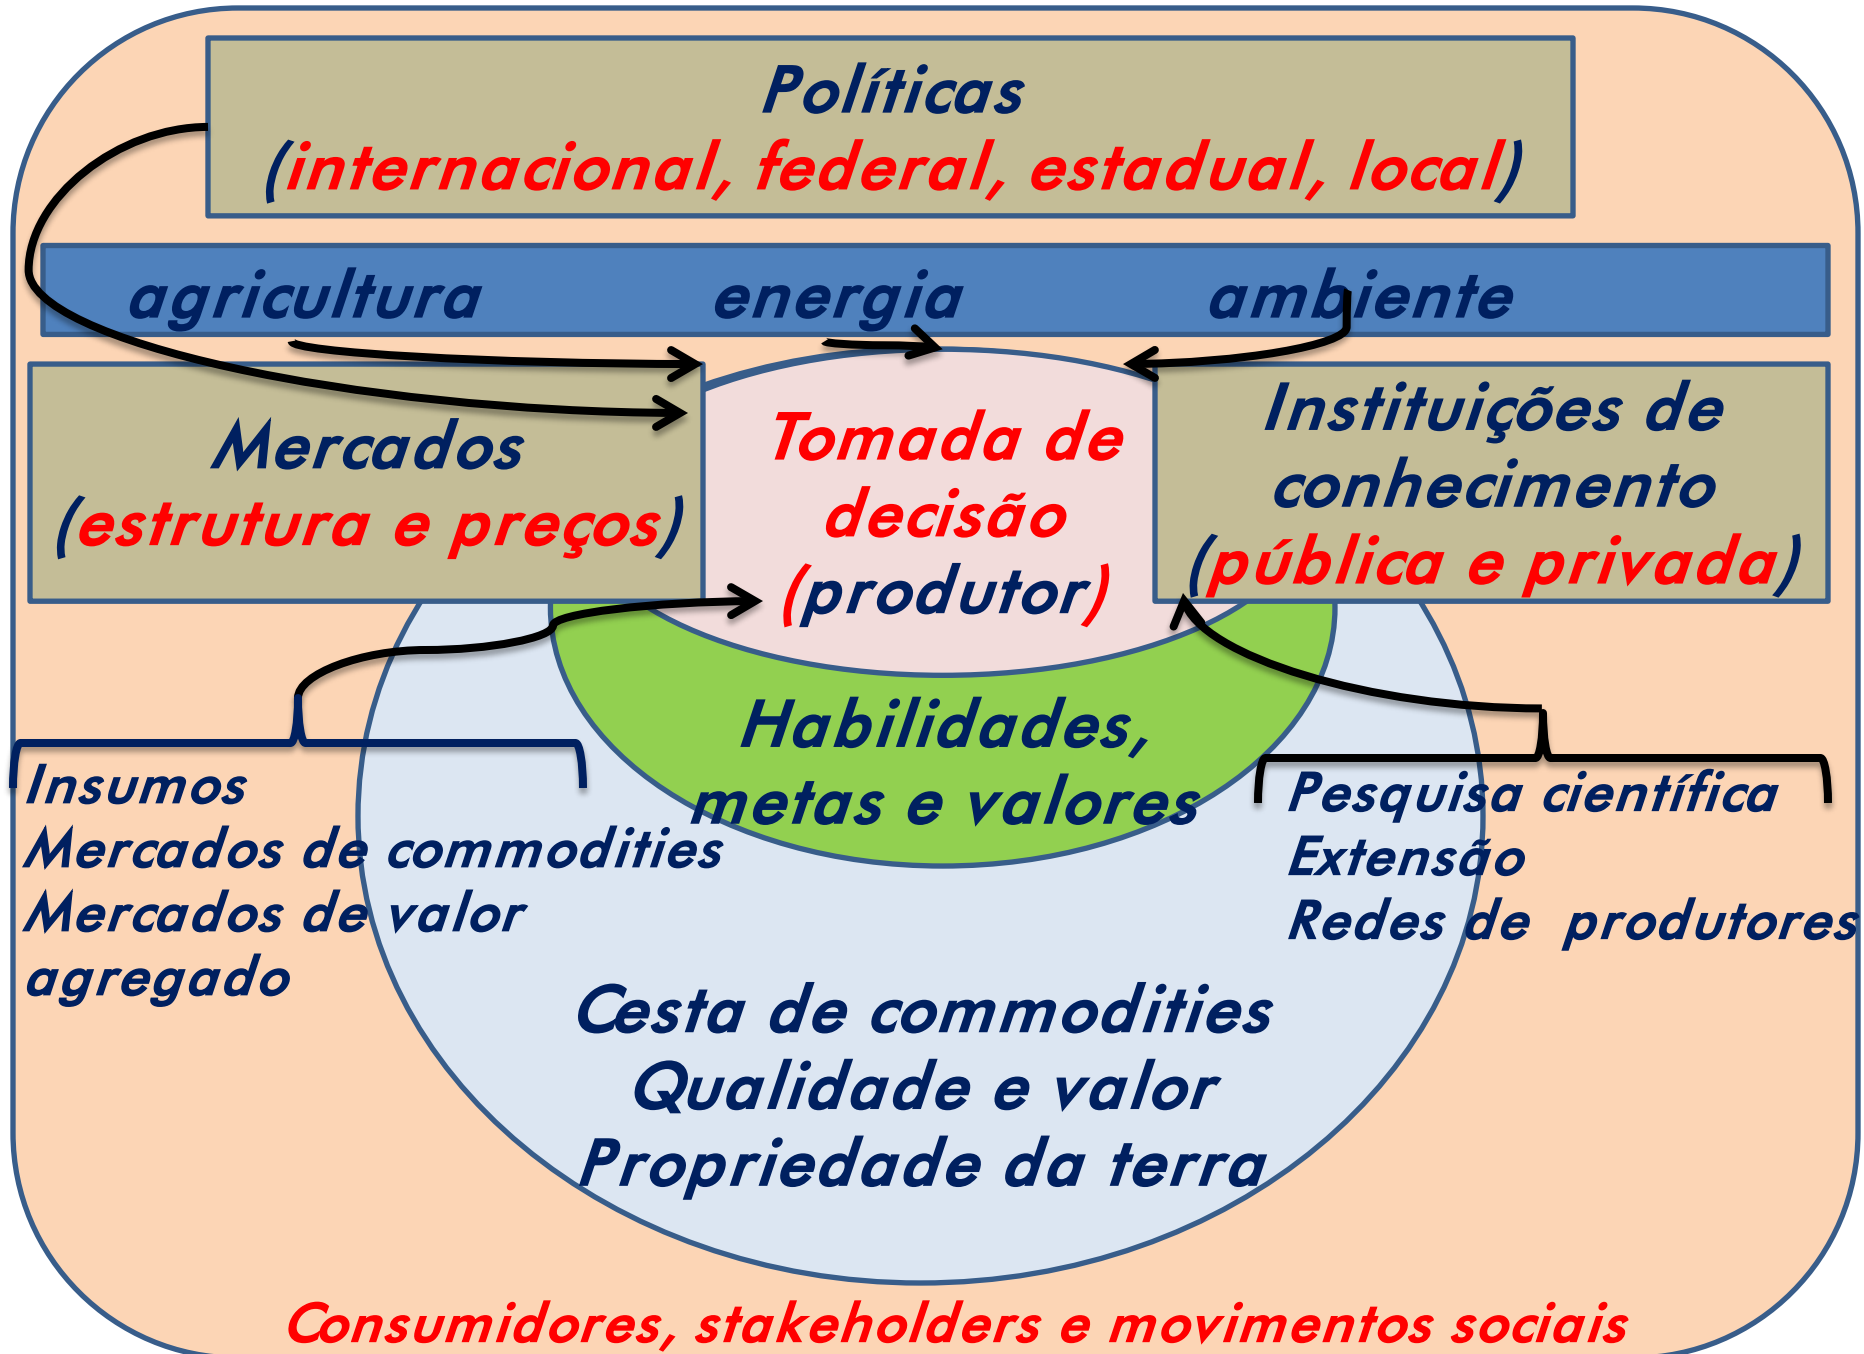 Políticas
(internacional, federal, estadual, local)
agricultura energia ambiente
Mercados
(estrutura e preços)
Tomada de
decisão
(produtor)
Instituições de
conhecimento
(pública e privada)
Habilidades,
metas e valores
Insumos
Mercados de commodities
Mercados de valor
agregado
Pesquisa científica
Extensão
Redes de produtores
Cesta de commodities
Qualidade e valor
Propriedade da terra
Consumidores, stakeholders e movimentos sociais